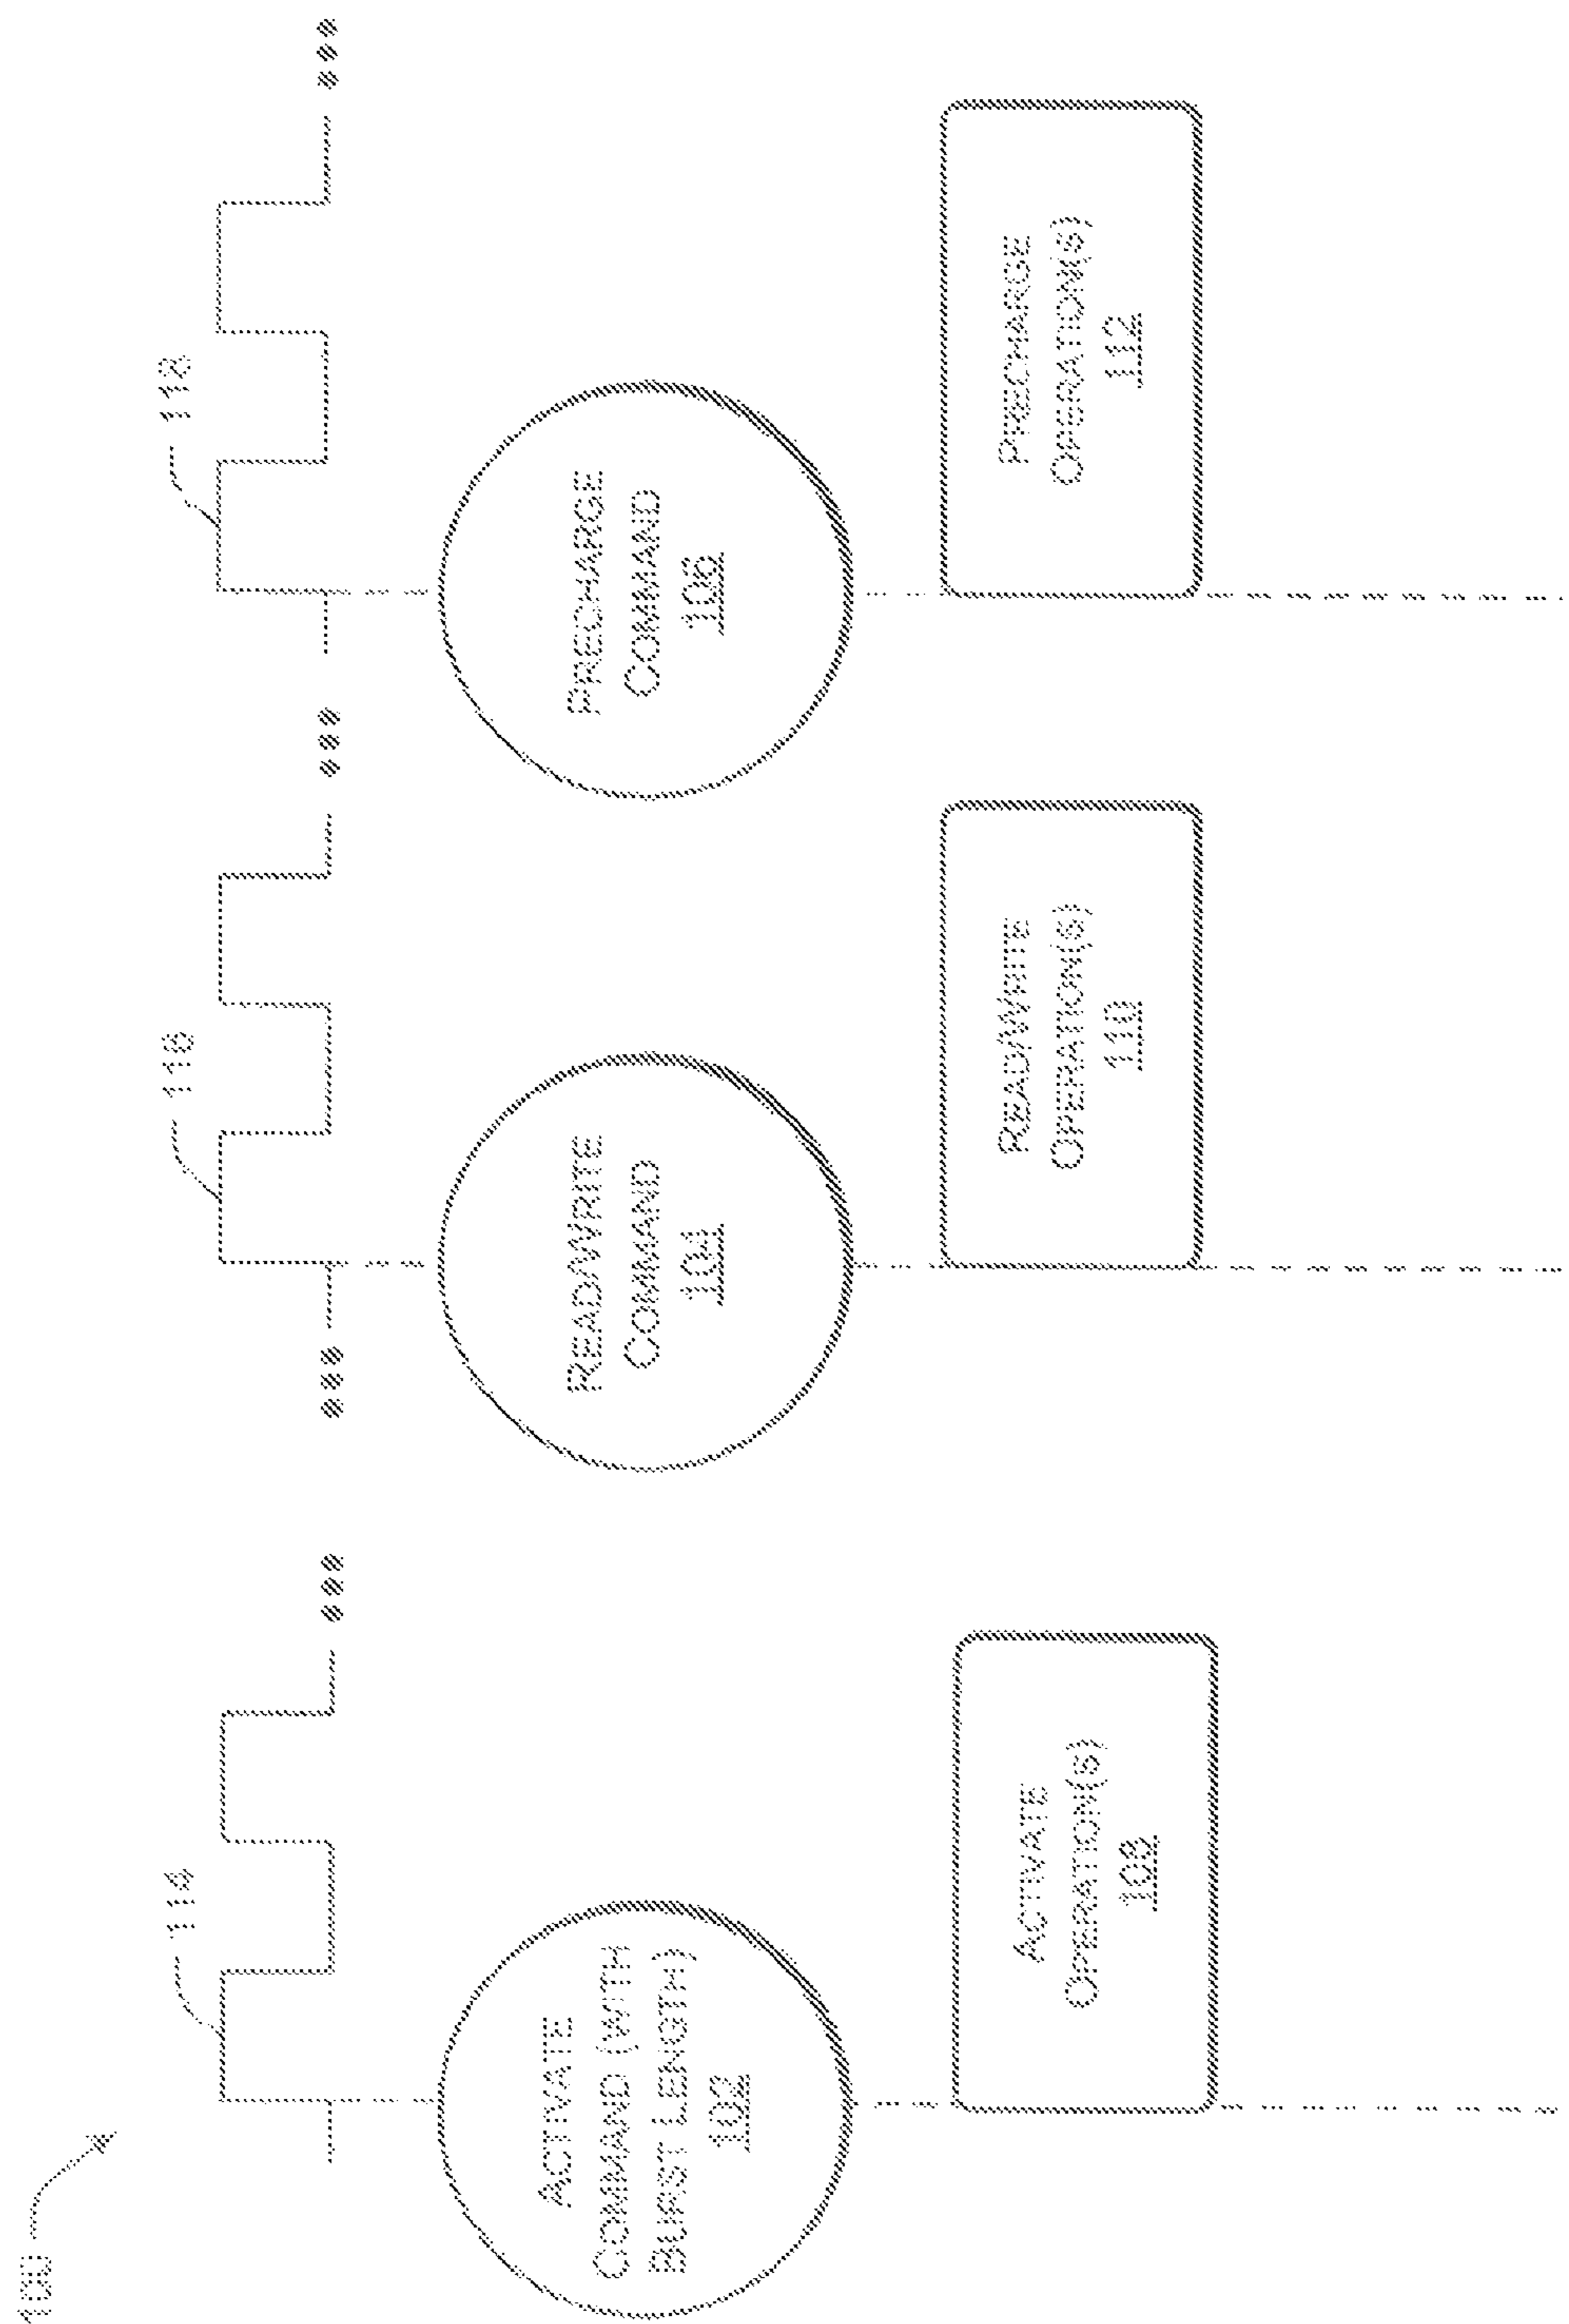 100
114
116
118
ACTIVATE
COMMAND (WITH
BURST LENGTH)
102
READ/WRITE
COMMAND
104
PRECHARGE
COMMAND
106
ACTIVATE
OPERATION(S)
108
READ/WRITE
OPERATION(S)
110
PRECHARGE
OPERATION(S)
112